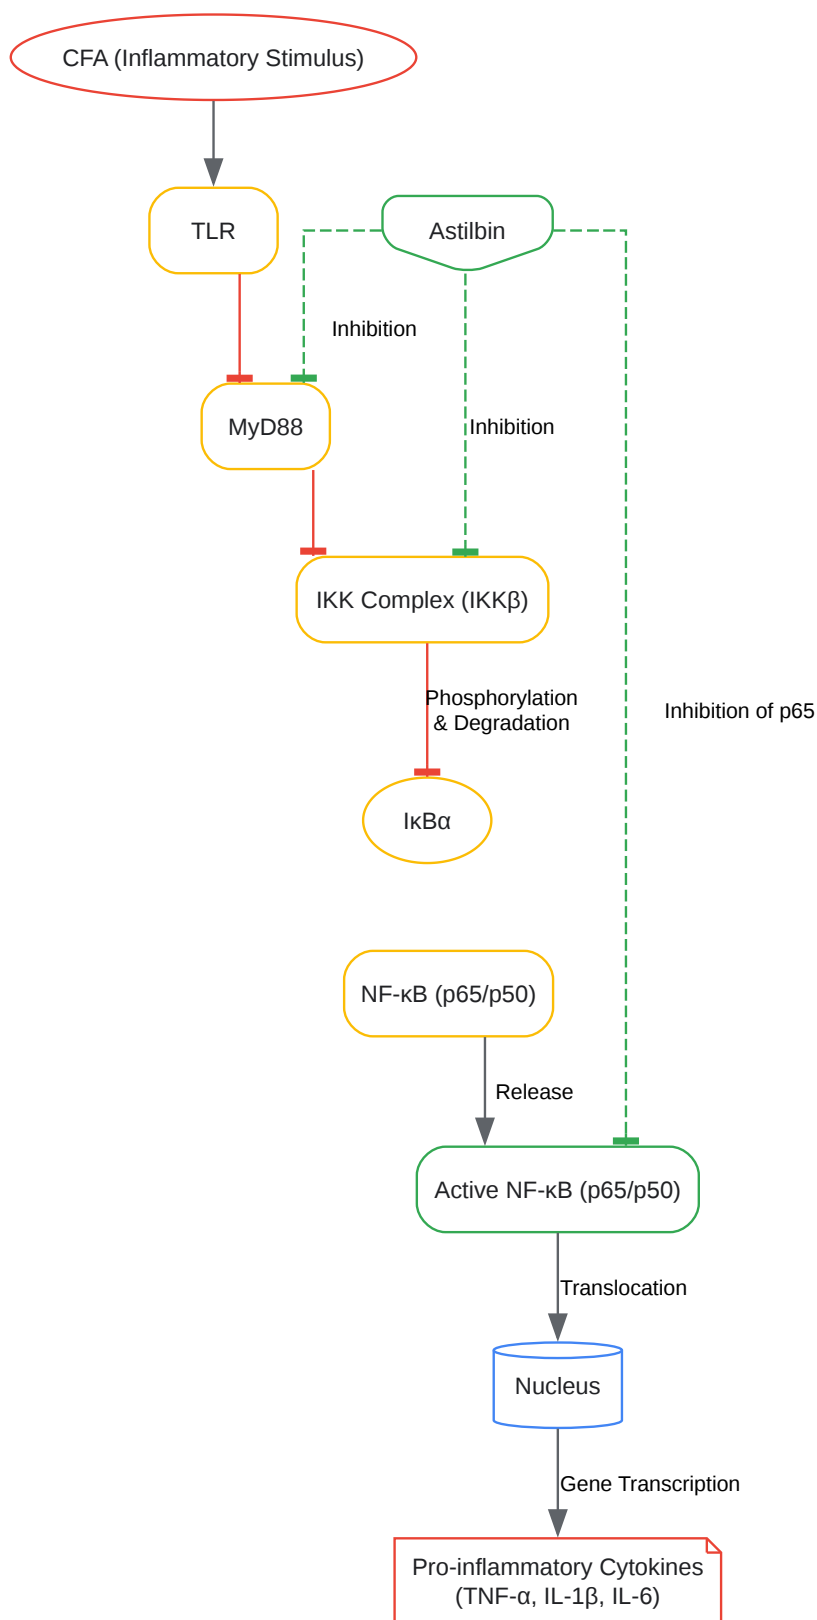 CFA (Inflammatory Stimulus)
TLR
Astilbin
Inhibition
MyD88
Inhibition
IKK Complex (IKKβ)
Phosphorylation
& Degradation
Inhibition of p65
IκBα
NF-κB (p65/p50)
Release
Active NF-κB (p65/p50)
Translocation
Nucleus
Gene Transcription
Pro-inflammatory Cytokines
(TNF-α, IL-1β, IL-6)